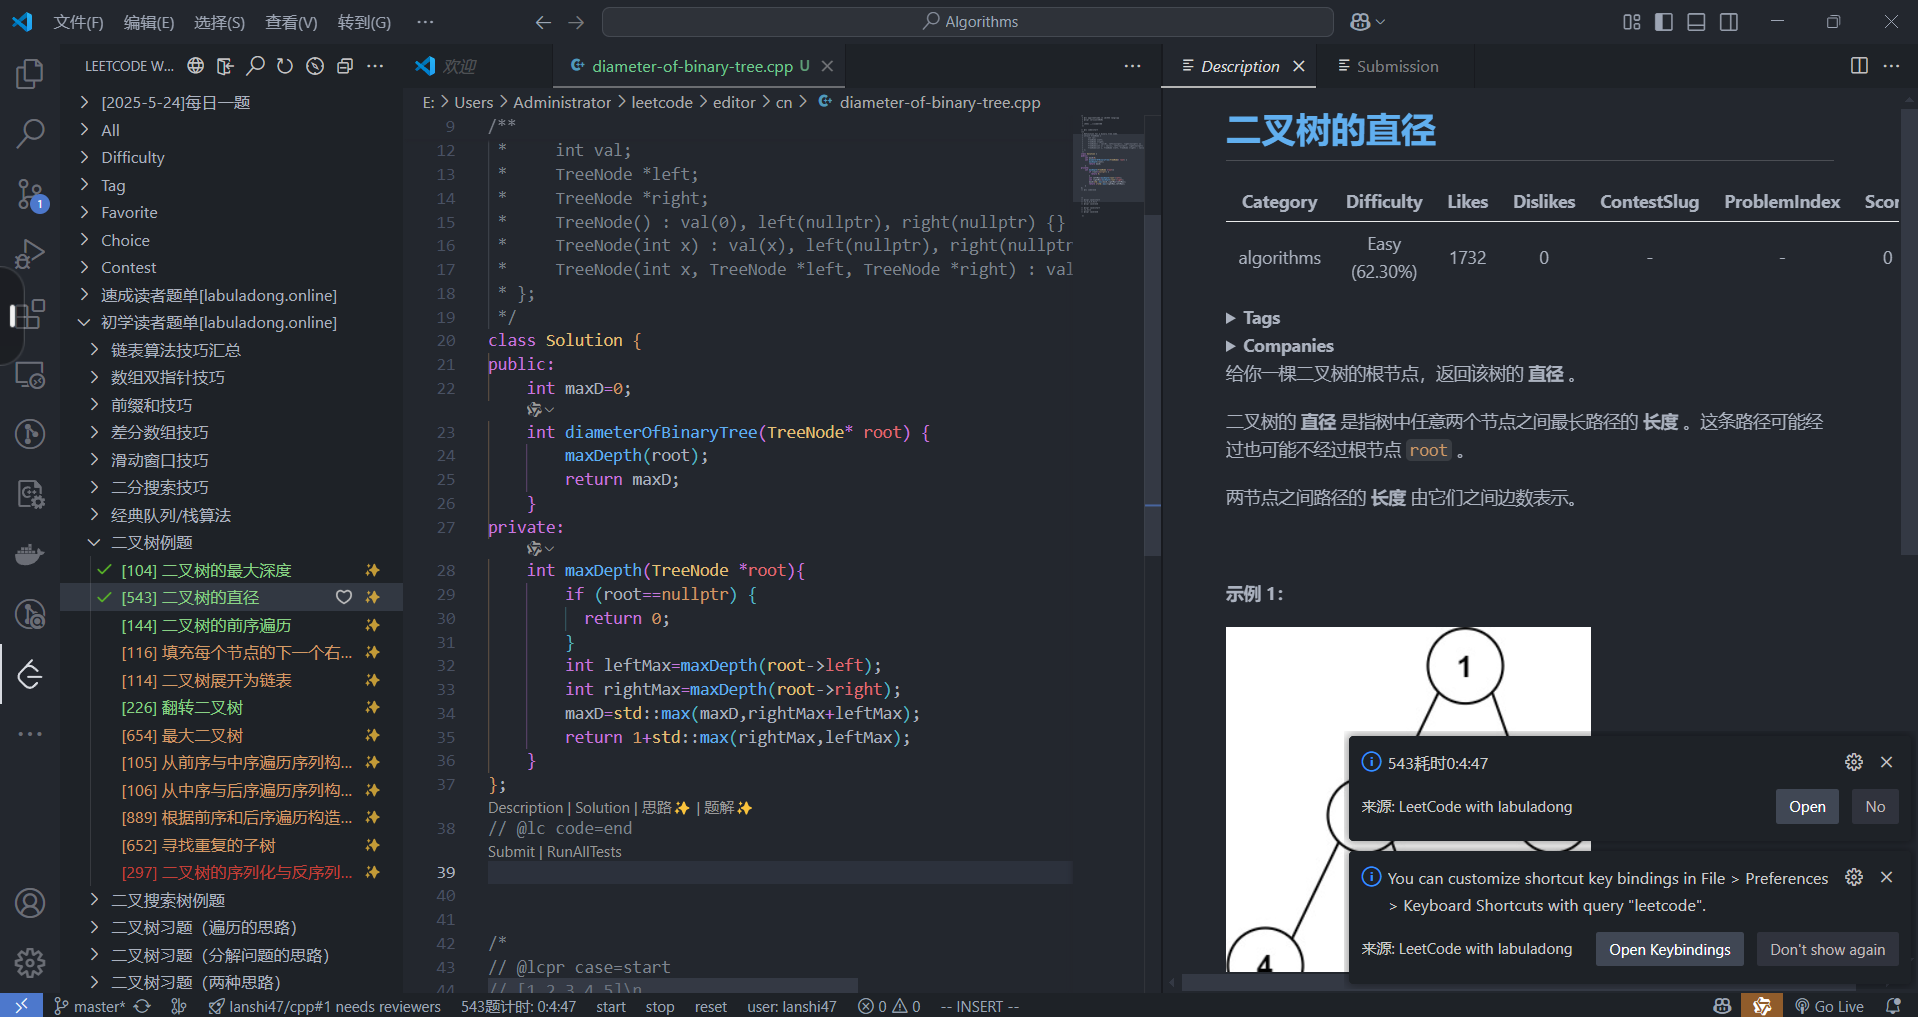 文件(F) 编辑(E) 选择(S) 查看(V) 转到(G) ··· Algorithms
LEETCODE W...
[2025-5-24]每日一题
All
Difficulty
Tag
Favorite
Choice
Contest
速成读者题单[labuladong.online]
初学读者题单[labuladong.online]
链表算法技巧汇总
数组双指针技巧
前缀和技巧
差分数组技巧
滑动窗口技巧
二分搜索技巧
经典队列/栈算法
二叉树例题
[104] 二叉树的最大深度
[543] 二叉树的直径
[144] 二叉树的前序遍历
[116] 填充每个节点的下一个右...
[114] 二叉树展开为链表
[226] 翻转二叉树
[654] 最大二叉树
[105] 从前序与中序遍历序列构...
[106] 从中序与后序遍历序列构...
[889] 根据前序和后序遍历构造...
[652] 寻找重复的子树
[297] 二叉树的序列化与反序列...
二叉搜索树例题
二叉树习题（遍历的思路）
二叉树习题（分解问题的思路）
二叉树习题（两种思路）
1
欢迎
diameter-of-binary-tree.cpp U
E: > Users > Administrator > leetcode > editor > cn > diameter-of-binary-tree.cpp
9 /**
12 *     int val;
13 *     TreeNode *left;
14 *     TreeNode *right;
15 *     TreeNode() : val(0), left(nullptr), right(nullptr) {}
16 *     TreeNode(int x) : val(x), left(nullptr), right(nullptr
17 *     TreeNode(int x, TreeNode *left, TreeNode *right) : val
18 * };
19 */
20 class Solution {
21 public:
22     int maxD=0;
23     int diameterOfBinaryTree(TreeNode* root) {
24         maxDepth(root);
25         return maxD;
26     }
27 private:
28     int maxDepth(TreeNode *root){
29         if (root==nullptr) {
30           return 0;
31         }
32         int leftMax=maxDepth(root->left);
33         int rightMax=maxDepth(root->right);
34         maxD=std::max(maxD,rightMax+leftMax);
35         return 1+std::max(rightMax,leftMax);
36     }
37 };
Description | Solution | 思路✨ | 题解✨
38 // @lc code=end
Submit | RunAllTests
39
40
41
42 /*
43 // @lcpr case=start
44 // [1,2,3,4,5]\n
Description Submission
二叉树的直径
Category Difficulty Likes Dislikes ContestSlug ProblemIndex Scor
algorithms Easy (62.30%) 1732 0 - - 0
Tags
Companies
给你一棵二叉树的根节点，返回该树的 直径 。
二叉树的 直径 是指树中任意两个节点之间最长路径的 长度 。这条路径可能经
过也可能不经过根节点 root 。
两节点之间路径的 长度 由它们之间边数表示。
示例 1：
1
4
543耗时0:4:47
来源: LeetCode with labuladong
Open No
You can customize shortcut key bindings in File > Preferences
> Keyboard Shortcuts with query "leetcode".
来源: LeetCode with labuladong
Open Keybindings Don't show again
master* lanshi47/cpp#1 needs reviewers 543题计时: 0:4:47 start stop reset user: lanshi47 0 0 -- INSERT -- Go Live